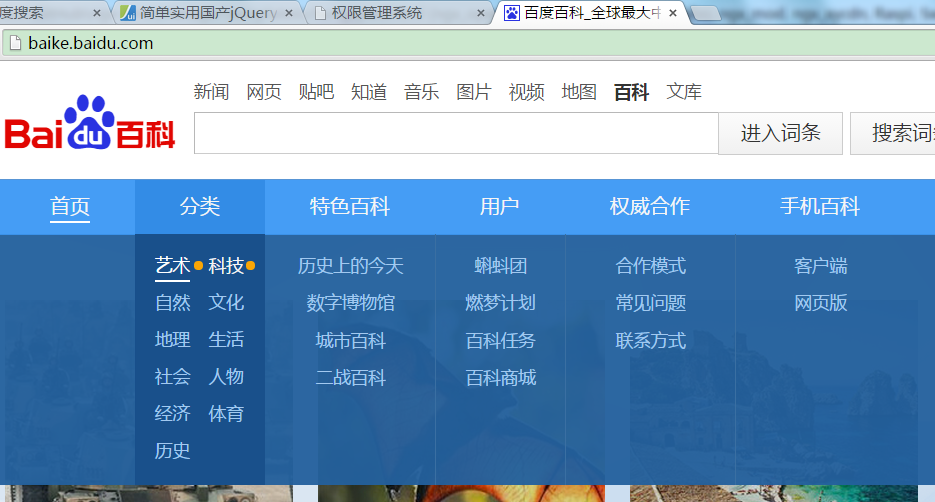 度搜索 简单实用国产jQuery 权限管理系统 百度百科_全球最大中
baike.baidu.com
新闻 网页 贴吧 知道 音乐 图片 视频 地图 百科 文库
Baidu百科 进入词条 搜索词
首页 分类 特色百科 用户 权威合作 手机百科
艺术 科技 历史上的今天 蝌蚪团 合作模式 客户端
自然 文化 数字博物馆 燃梦计划 常见问题 网页版
地理 生活 城市百科 百科任务 联系方式
社会 人物 二战百科 百科商城
经济 体育
历史